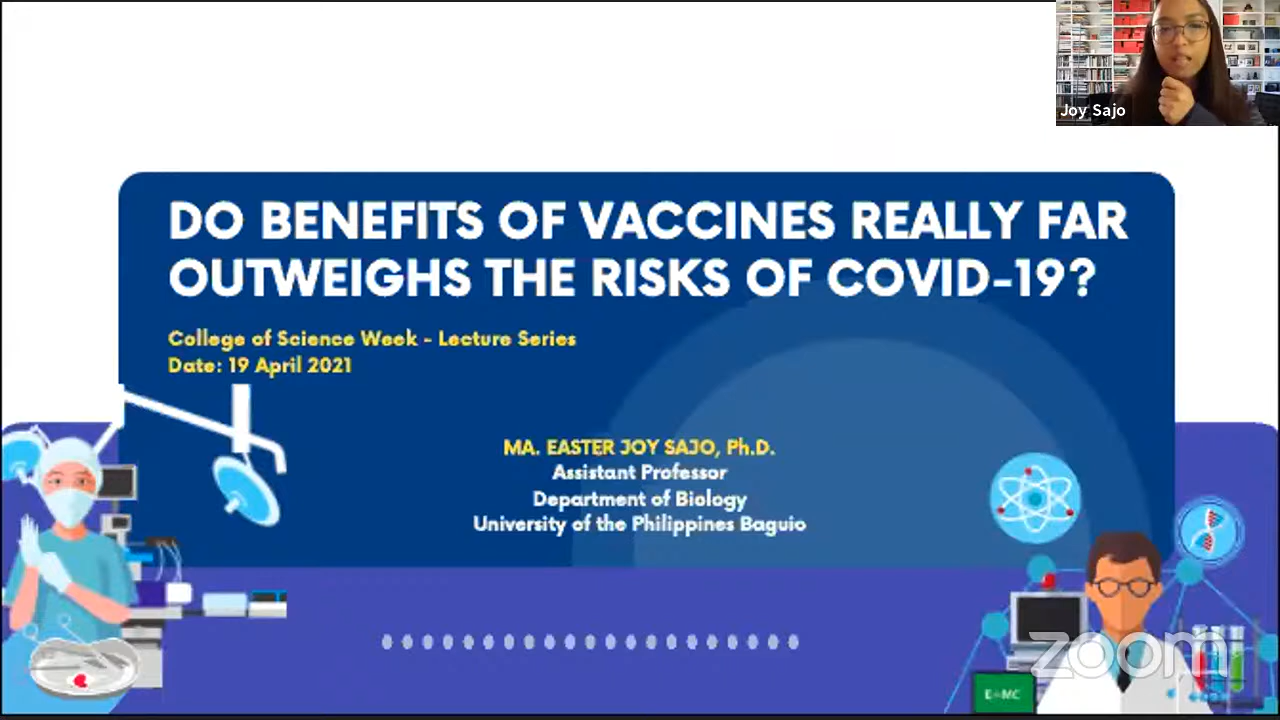 Joy Sajo
DO BENEFITS OF VACCINES REALLY FAR
OUTWEIGHS THE RISKS OF COVID-19?
College of Science Week - Lecture Series
Date: 19 April 2021
MA. EASTER JOY SAJO, Ph.D.
Assistant Professor
Department of Biology
University of the Philippines Baguio
zoom